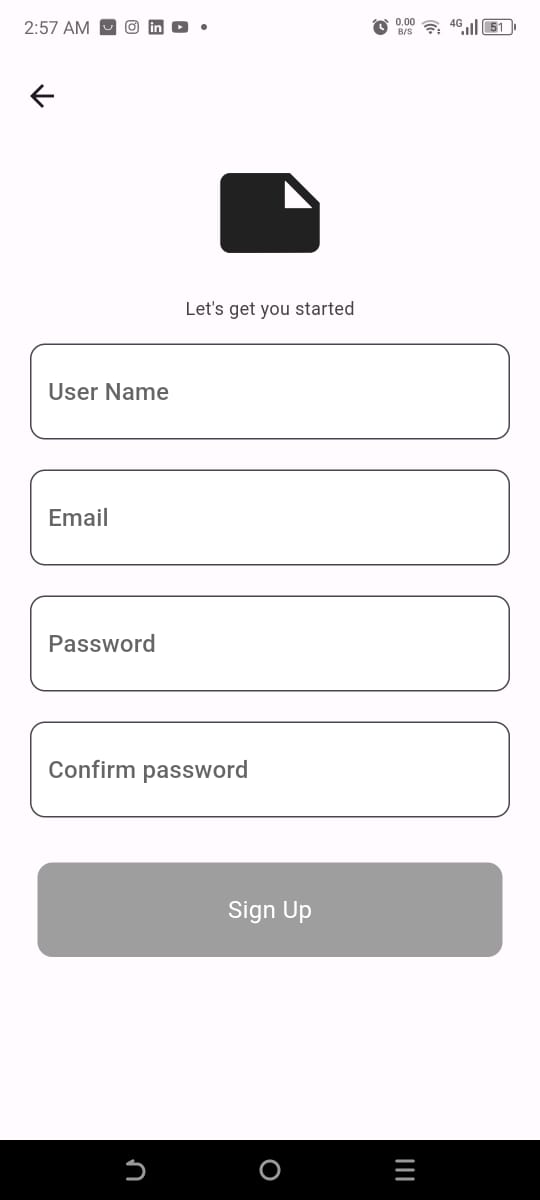 2:57 AM
0.00
B/S
4G
51
Let's get you started
User Name
Email
Password
Confirm password
Sign Up